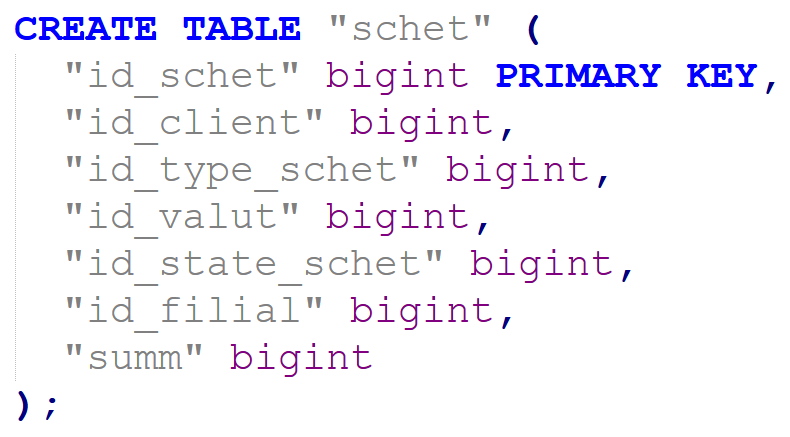 CREATE TABLE "schet" (
"id_schet" bigint PRIMARY KEY,
"id_client" bigint,
"id_type_schet" bigint,
"id_valut" bigint,
"id_state_schet" bigint,
"id_filial" bigint,
"summ" bigint
);